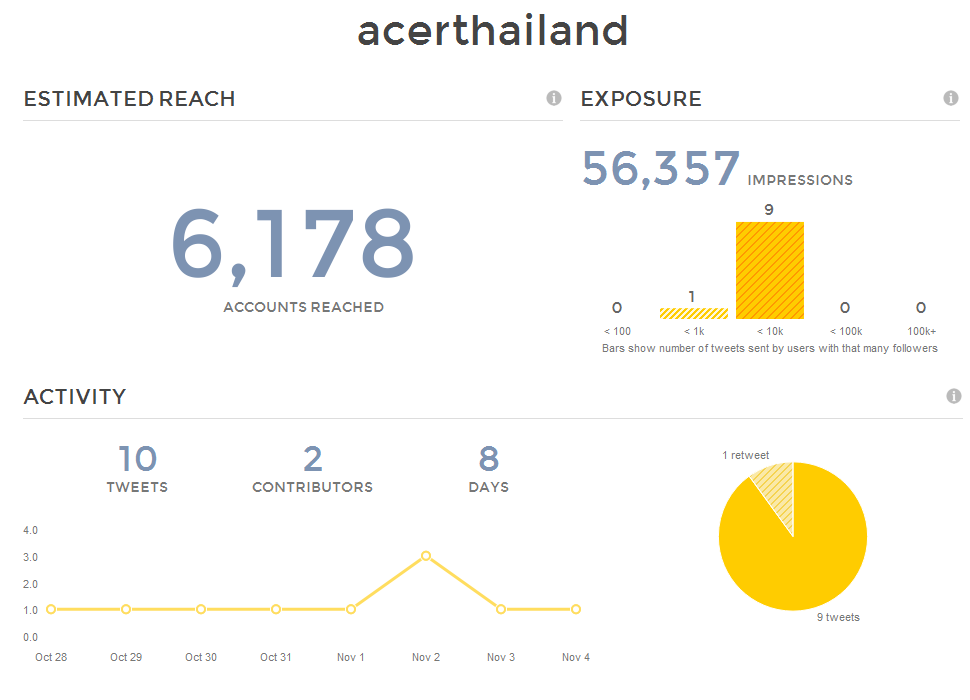 acerthailand
ESTIMATED REACH
6,178
ACCOUNTS REACHED
EXPOSURE
56,357 IMPRESSIONS
0 1 9 0 0
< 100 < 1k < 10k < 100k 100k+
Bars show number of tweets sent by users with that many followers
ACTIVITY
10 2 8
TWEETS CONTRIBUTORS DAYS
4.0
3.0
2.0
1.0
0.0
Oct 28 Oct 29 Oct 30 Oct 31 Nov 1 Nov 2 Nov 3 Nov 4
1 retweet
9 tweets